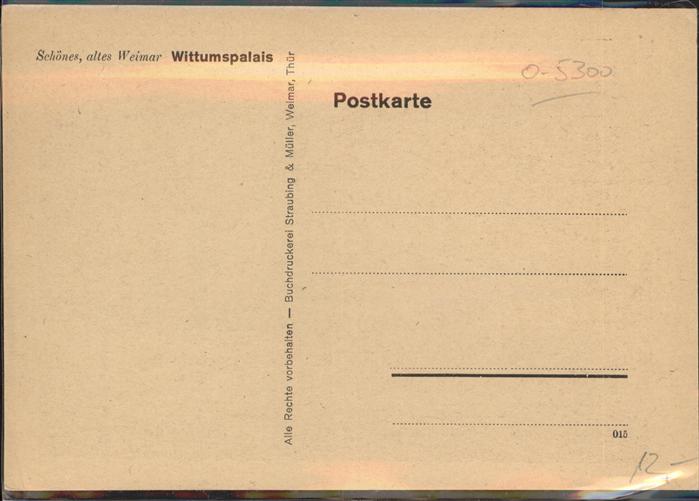 Schönes, altes Weimar Wittumspalais
Alle Rechte vorbehalten — Buchdruckerei Straubing & Müller, Weimar, Thür
Postkarte
0-5300
015
12,-